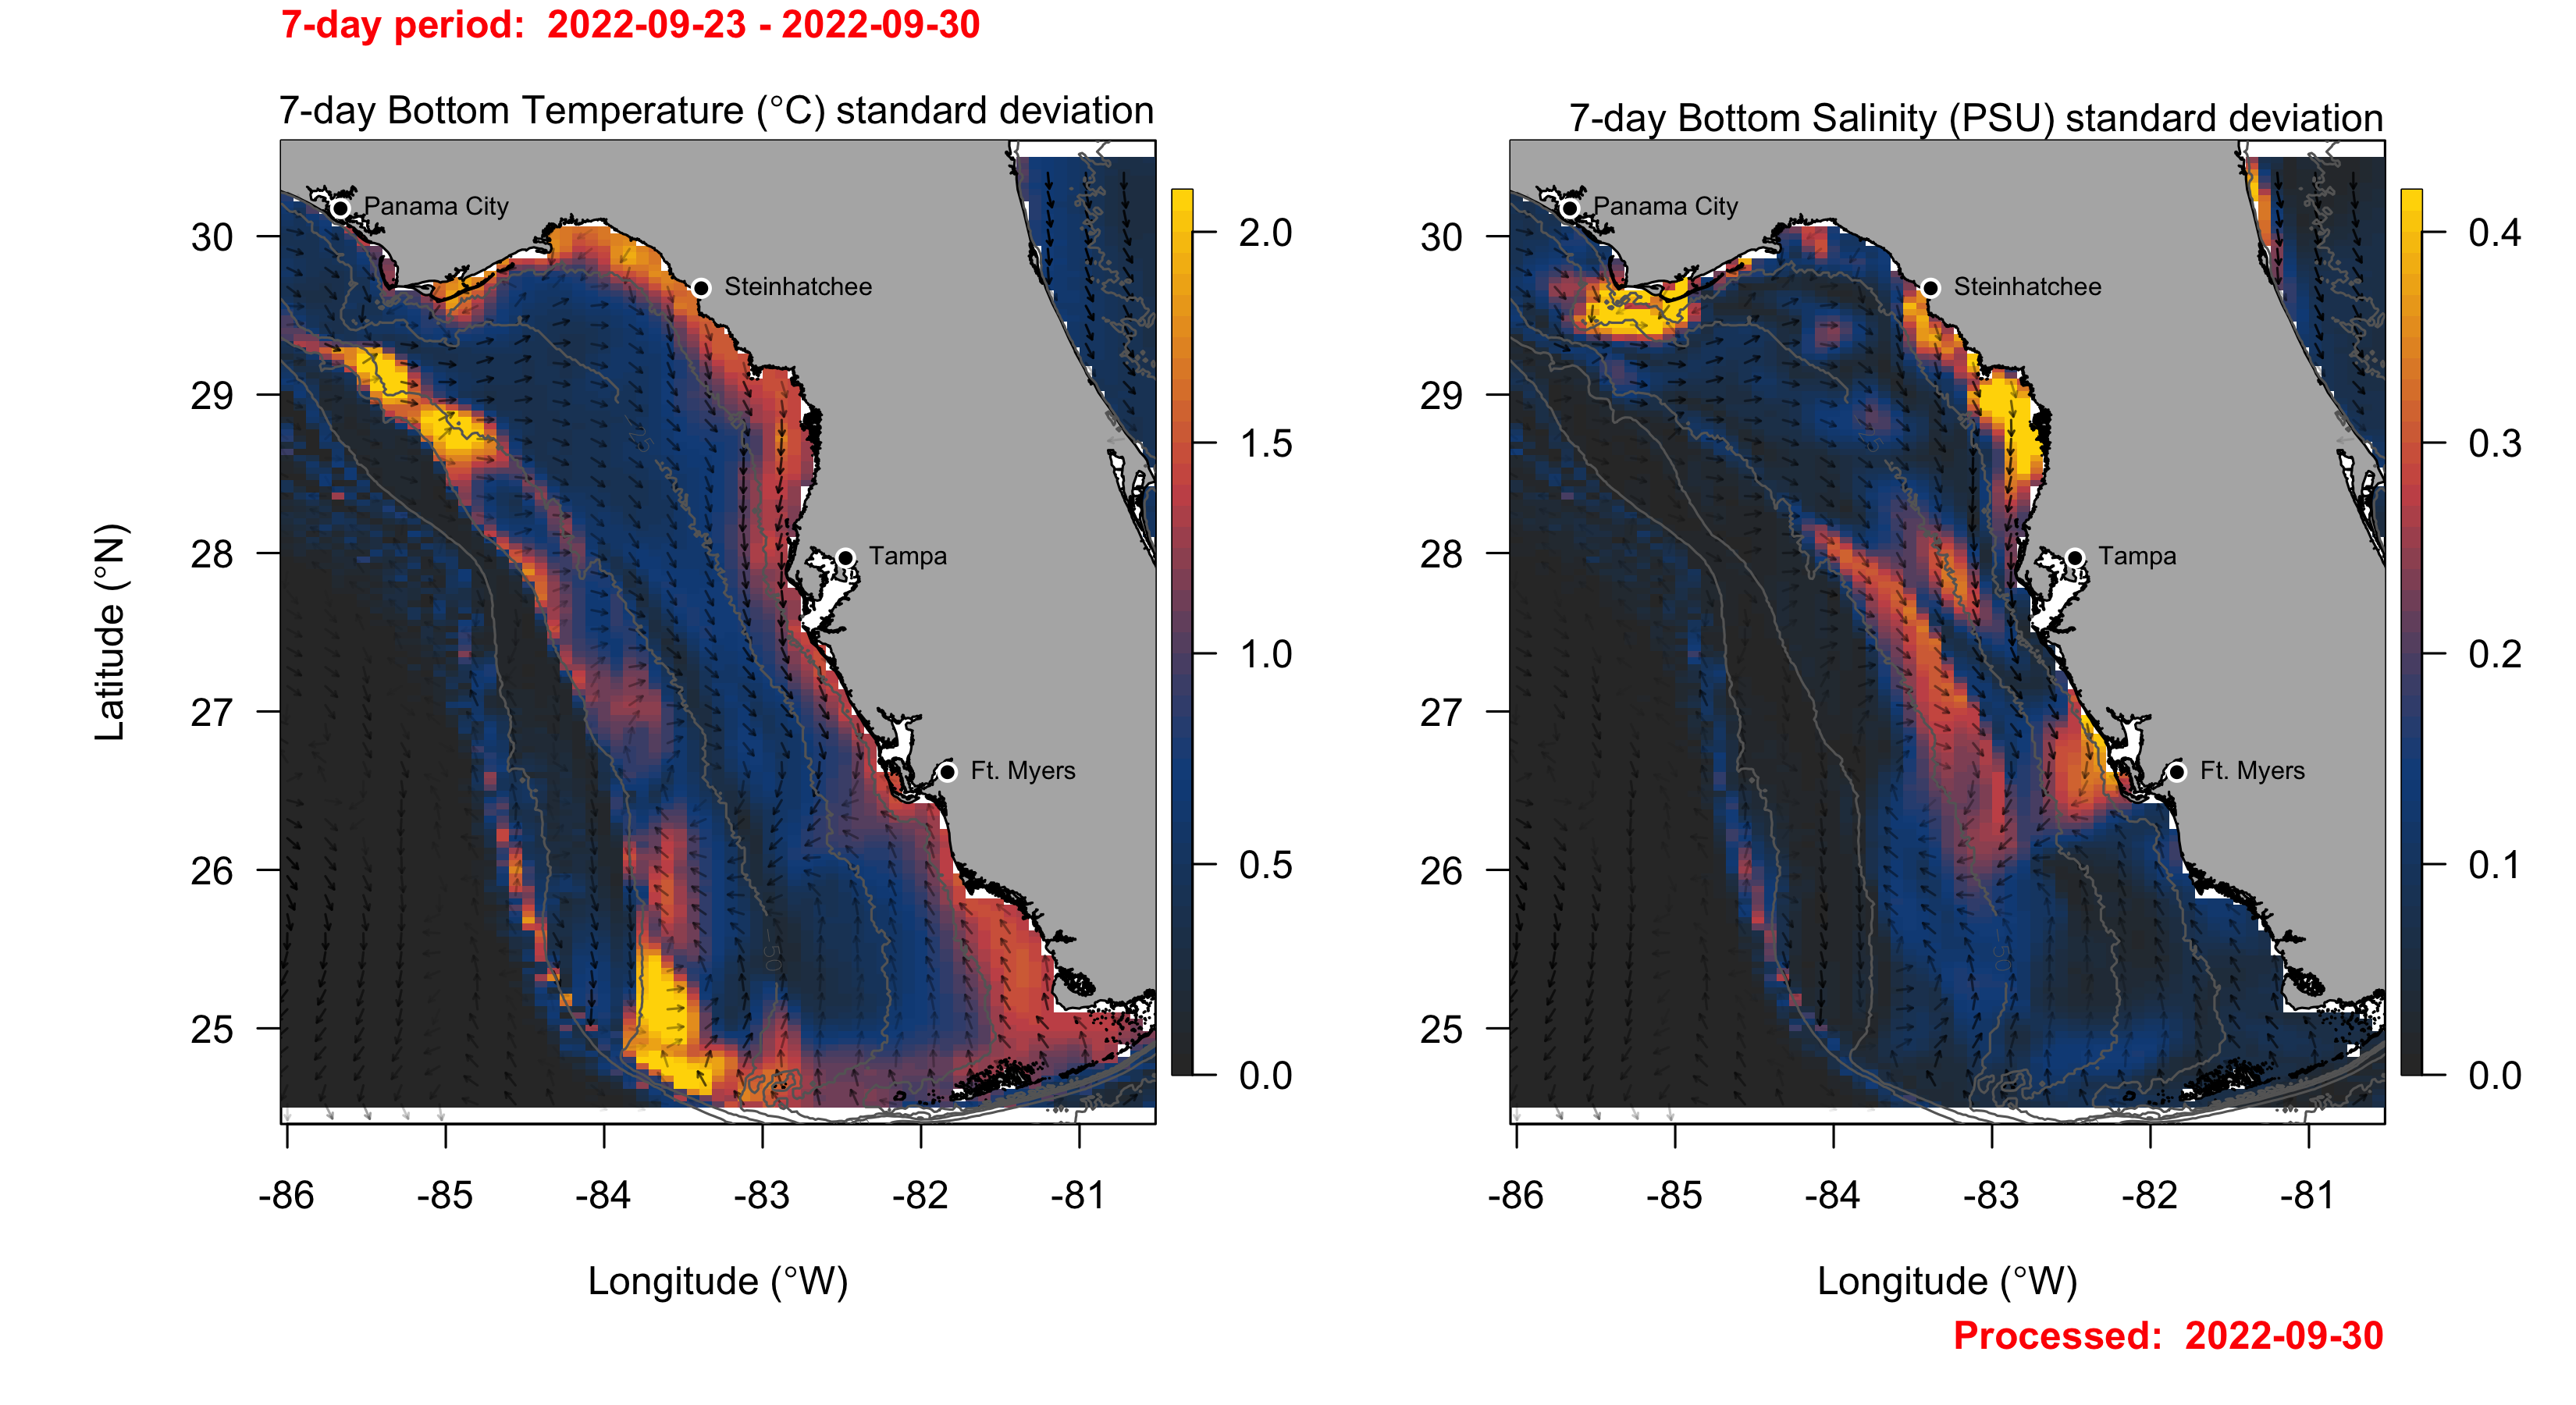 7-day period:  2022-09-23 - 2022-09-30
7-day Bottom Temperature (°C) standard deviation
Panama City
Steinhatchee
Tampa
Ft. Myers
30
29
28
27
26
25
Latitude (°N)
-86
-85
-84
-83
-82
-81
Longitude (°W)
2.0
1.5
1.0
0.5
0.0
7-day Bottom Salinity (PSU) standard deviation
Panama City
Steinhatchee
Tampa
Ft. Myers
30
29
28
27
26
25
-86
-85
-84
-83
-82
-81
Longitude (°W)
0.4
0.3
0.2
0.1
0.0
Processed:  2022-09-30